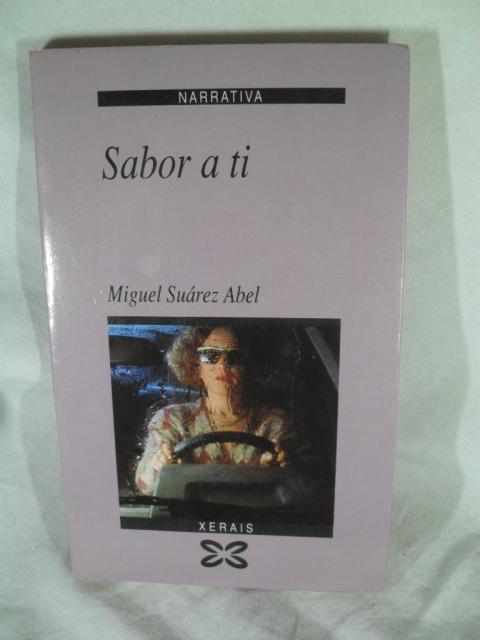 NARRATIVA
Sabor a ti
Miguel Suárez Abel
XERAIS